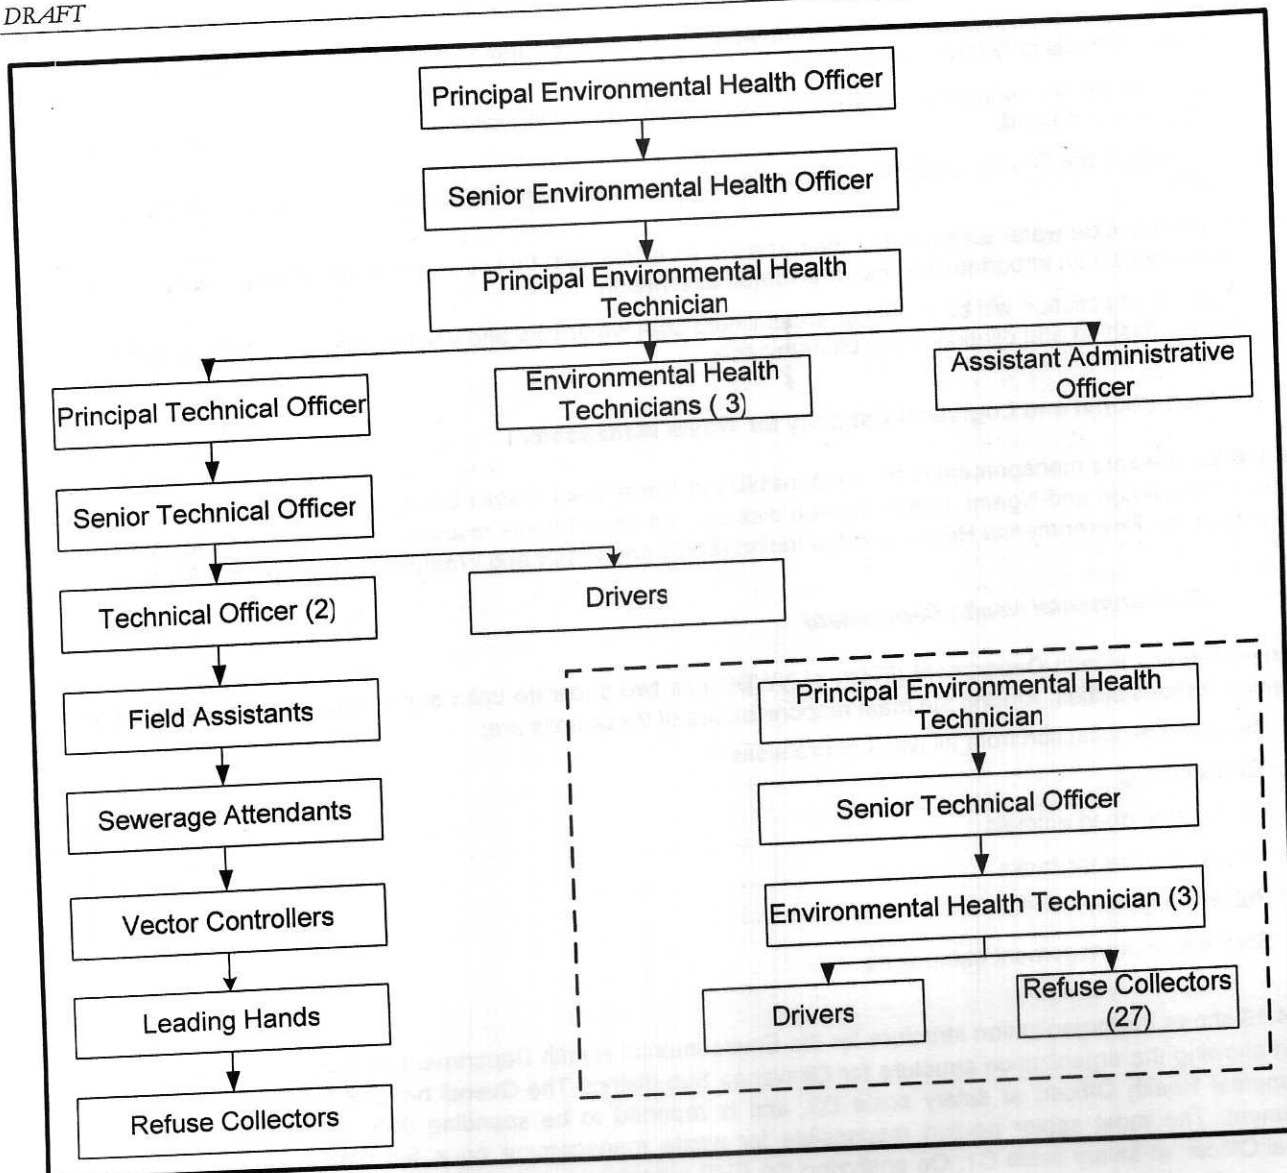 DRAFT
Principal Environmental Health Officer
Senior Environmental Health Officer
Principal Environmental Health
Technician
Principal Technical Officer
Environmental Health
Technicians ( 3)
Assistant Administrative
Officer
Senior Technical Officer
Technical Officer (2)
Drivers
Field Assistants
Sewerage Attendants
Vector Controllers
Leading Hands
Refuse Collectors
Principal Environmental Health
Technician
Senior Technical Officer
Environmental Health Technician (3)
Drivers
Refuse Collectors
(27)